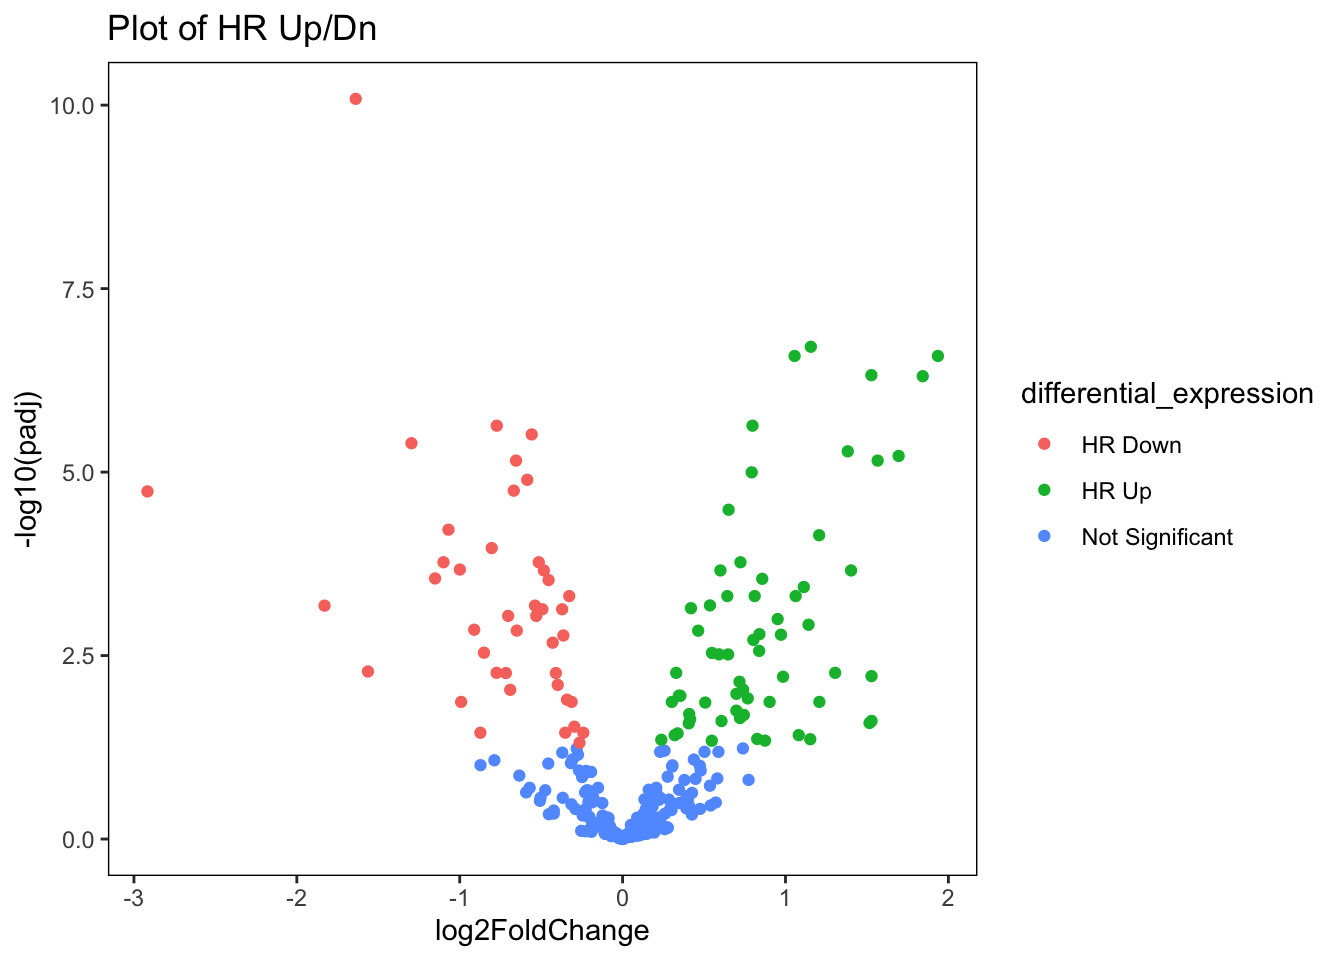 Plot of HR Up/Dn
10.0
7.5
5.0
2.5
0.0
-log10(padj)
-3
-2
-1
0
1
2
log2FoldChange
differential_expression
HR Down
HR Up
Not Significant